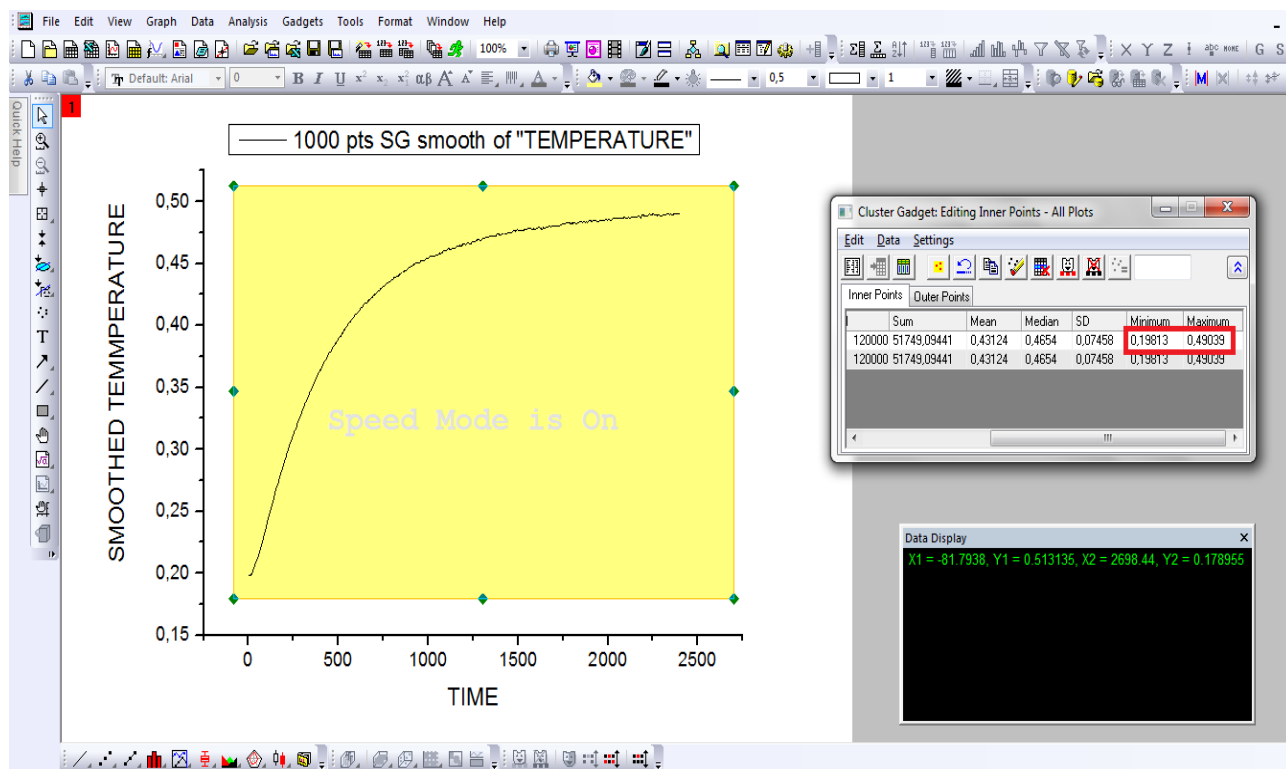 File Edit View Graph Data Analysis Gadgets Tools Format Window Help
100%
X Y Z
Default: Arial 0 B I U αβ A A A 0,5 1
Quick Help
1
1000 pts SG smooth of "TEMPERATURE"
SMOOTHED TEMMPERATURE
0,50
0,45
0,40
0,35
0,30
0,25
0,20
0,15
Speed Mode is On
0 500 1000 1500 2000 2500
TIME
Cluster Gadget: Editing Inner Points - All Plots
Edit Data Settings
Inner Points Outer Points
Sum Mean Median SD Minimum Maximum
120000 51749,09441 0,43124 0,4654 0,07458 0,19813 0,49039
120000 51749,09441 0,43124 0,4654 0,07458 0,19813 0,49039
Data Display X
X1 = -81.7938, Y1 = 0.513135, X2 = 2698.44, Y2 = 0.178955